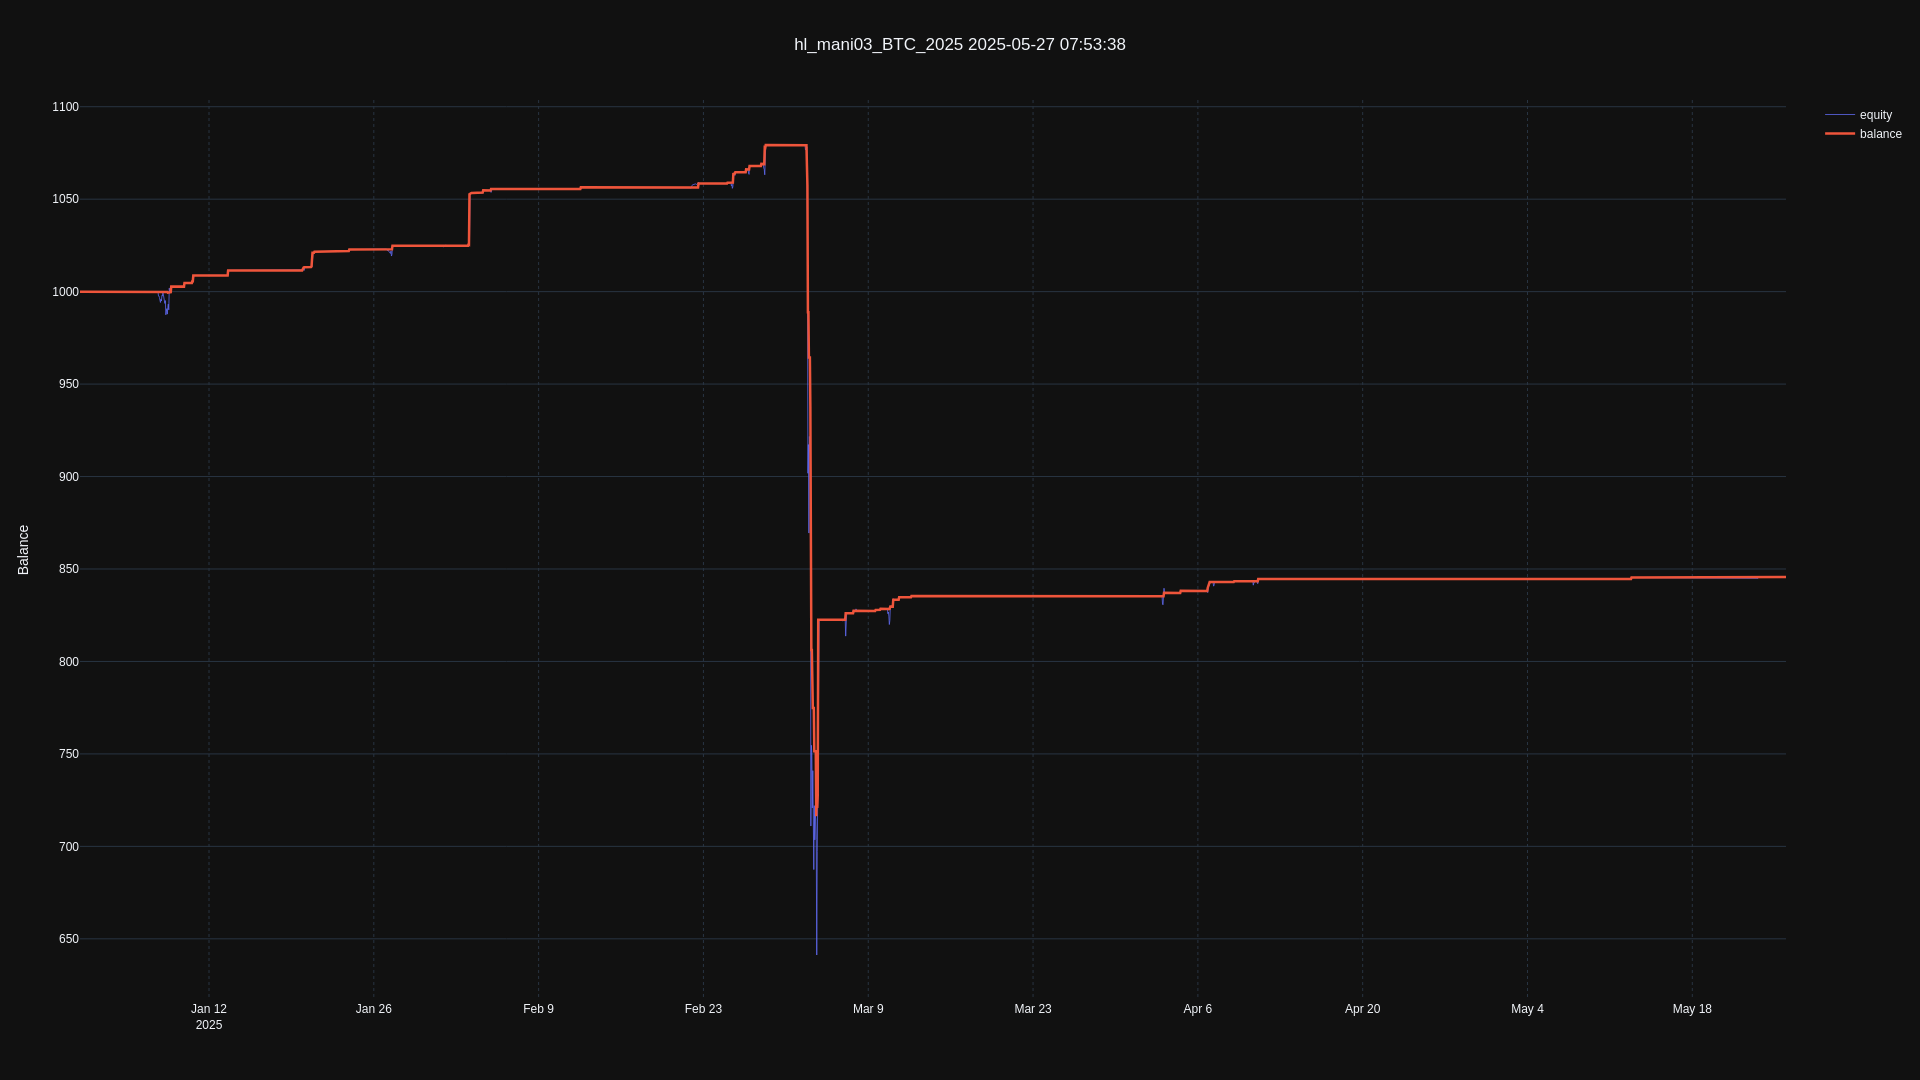 hl_mani03_BTC_2025 2025-05-27 07:53:38
equity
balance
Balance
1100
1050
1000
950
900
850
800
750
700
650
Jan 12
2025
Jan 26
Feb 9
Feb 23
Mar 9
Mar 23
Apr 6
Apr 20
May 4
May 18